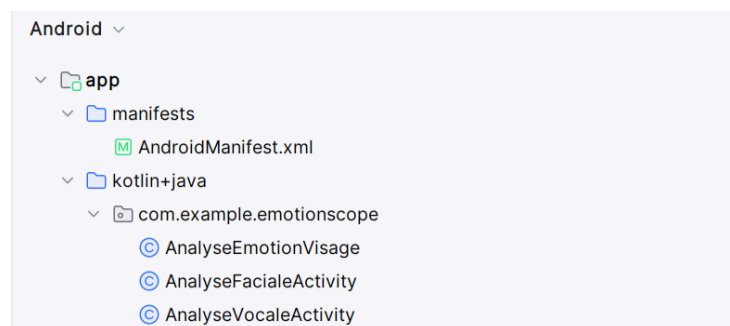 Android
app
manifests
M AndroidManifest.xml
kotlin+java
com.example.emotionscope
C AnalyseEmotionVisage
C AnalyseFacialeActivity
C AnalyseVocaleActivity